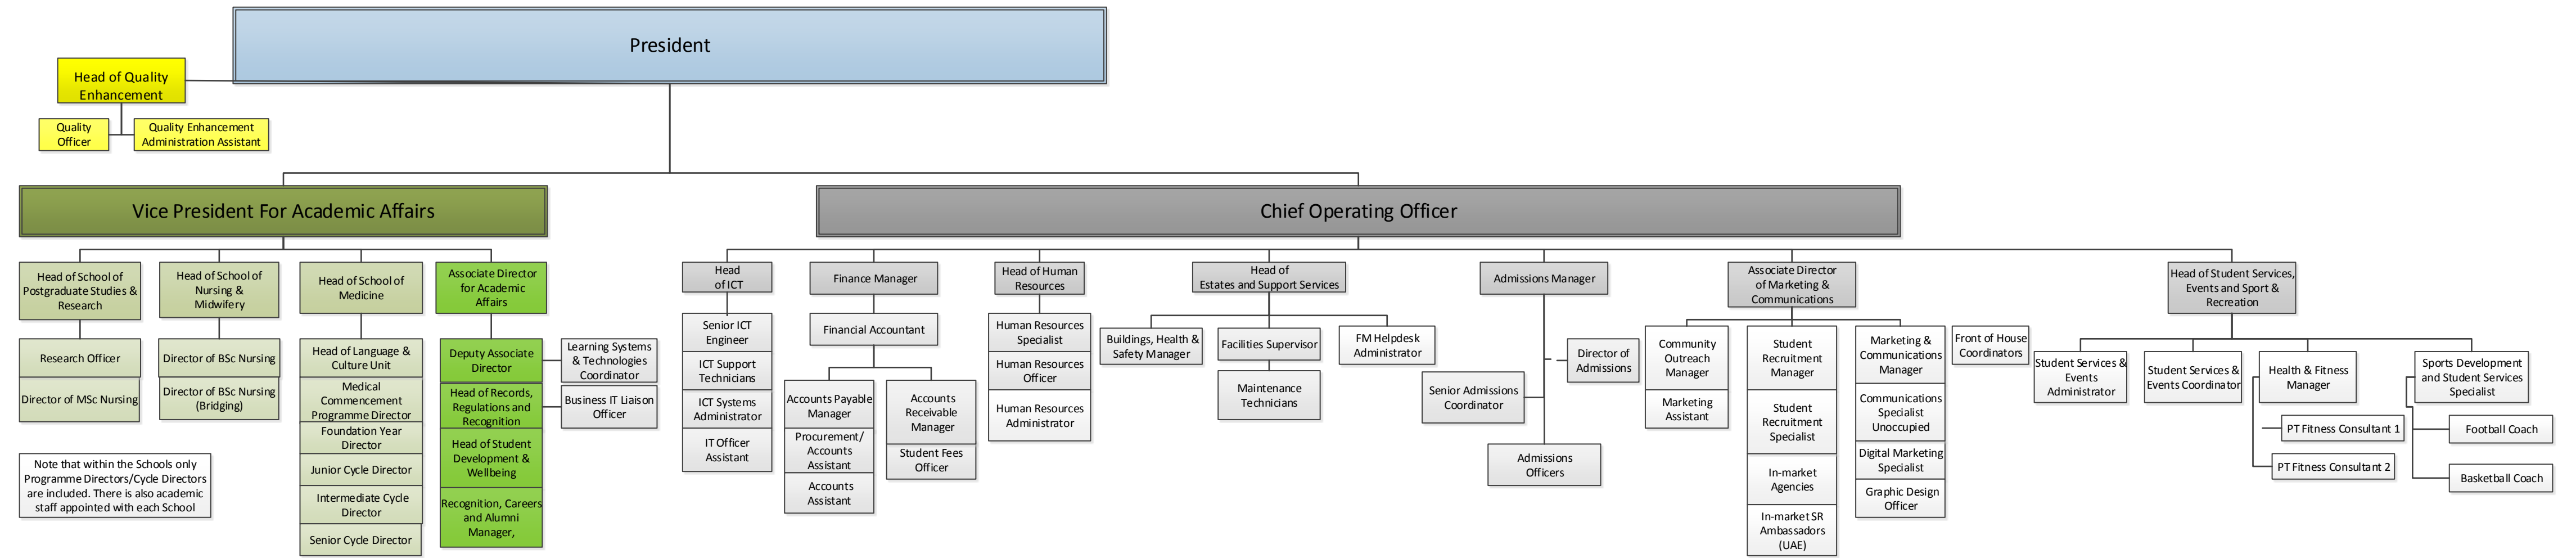 President
Head of Quality
Enhancement
Quality
Officer
Quality Enhancement
Administration Assistant
Vice President For Academic Affairs
Chief Operating Officer
Head of School of
Postgraduate Studies &
Research
Head of School of
Nursing &
Midwifery
Head of School of
Medicine
Associate Director
for Academic
Affairs
Research Officer
Director of MSc Nursing
Director of BSc Nursing
Director of BSc Nursing
(Bridging)
Head of Language &
Culture Unit
Medical
Commencement
Programme Director
Foundation Year
Director
Junior Cycle Director
Intermediate Cycle
Director
Senior Cycle Director
Deputy Associate
Director
Head of Records,
Regulations and
Recognition
Head of Student
Development &
Wellbeing
Recognition, Careers
and Alumni
Manager,
Learning Systems
& Technologies
Coordinator
Business IT Liaison
Officer
Note that within the Schools only
Programme Directors/Cycle Directors
are included. There is also academic
staff appointed with each School
Head
of ICT
Senior ICT
Engineer
ICT Support
Technicians
ICT Systems
Administrator
IT Officer
Assistant
Finance Manager
Financial Accountant
Accounts Payable
Manager
Procurement/
Accounts
Assistant
Accounts
Assistant
Accounts
Receivable
Manager
Student Fees
Officer
Head of Human
Resources
Human Resources
Specialist
Human Resources
Officer
Human Resources
Administrator
Head of
Estates and Support Services
Buildings, Health &
Safety Manager
Facilities Supervisor
Maintenance
Technicians
FM Helpdesk
Administrator
Admissions Manager
Director of
Admissions
Senior Admissions
Coordinator
Admissions
Officers
Associate Director
of Marketing &
Communications
Community
Outreach
Manager
Marketing
Assistant
Student
Recruitment
Manager
Student
Recruitment
Specialist
In-market
Agencies
In-market SR
Ambassadors
(UAE)
Marketing &
Communications
Manager
Communications
Specialist
Unoccupied
Digital Marketing
Specialist
Graphic Design
Officer
Front of House
Coordinators
Head of Student Services,
Events and Sport &
Recreation
Student Services &
Events
Administrator
Student Services &
Events Coordinator
Health & Fitness
Manager
PT Fitness Consultant 1
PT Fitness Consultant 2
Sports Development
and Student Services
Specialist
Football Coach
Basketball Coach